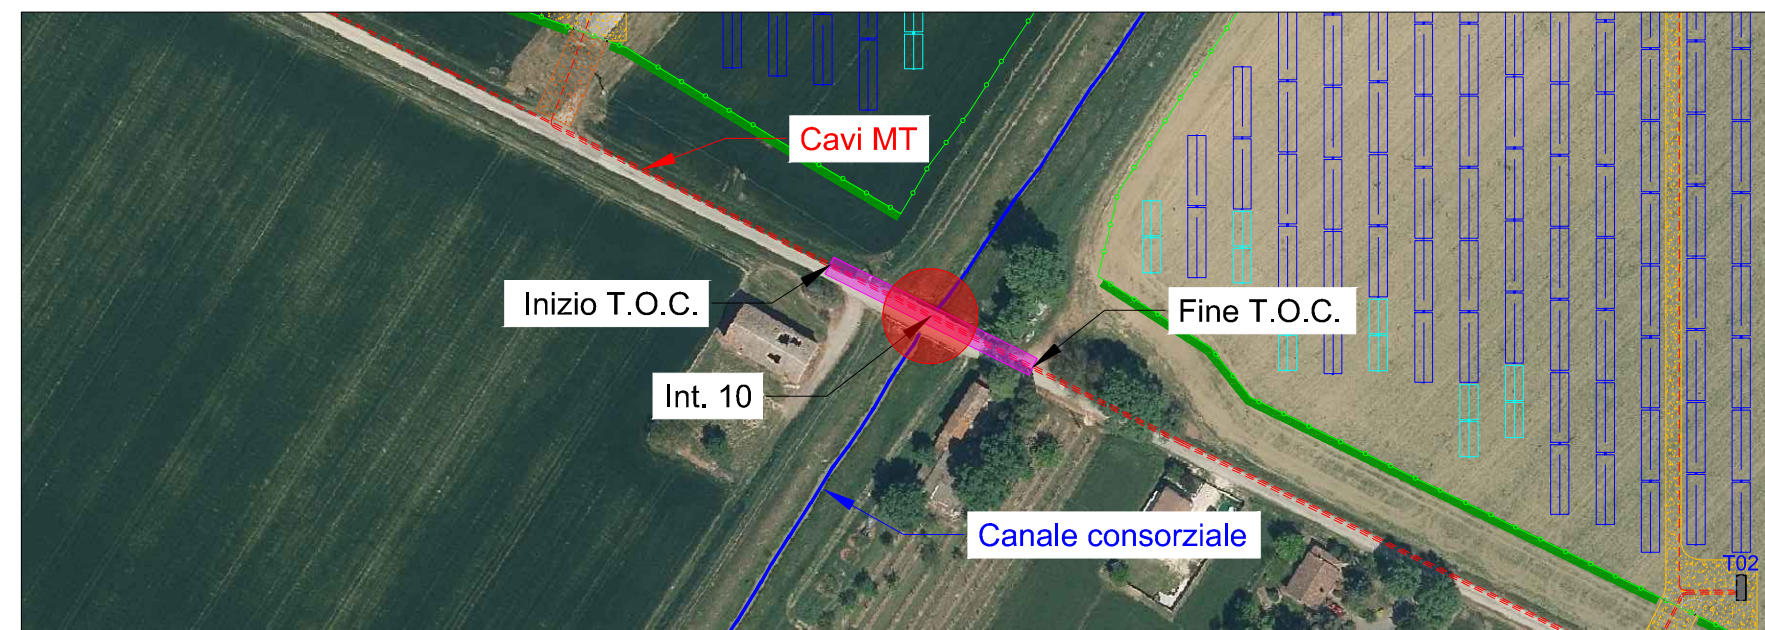 Cavi MT
Inizio T.O.C.
Fine T.O.C.
Int. 10
Canale consorziale
T02